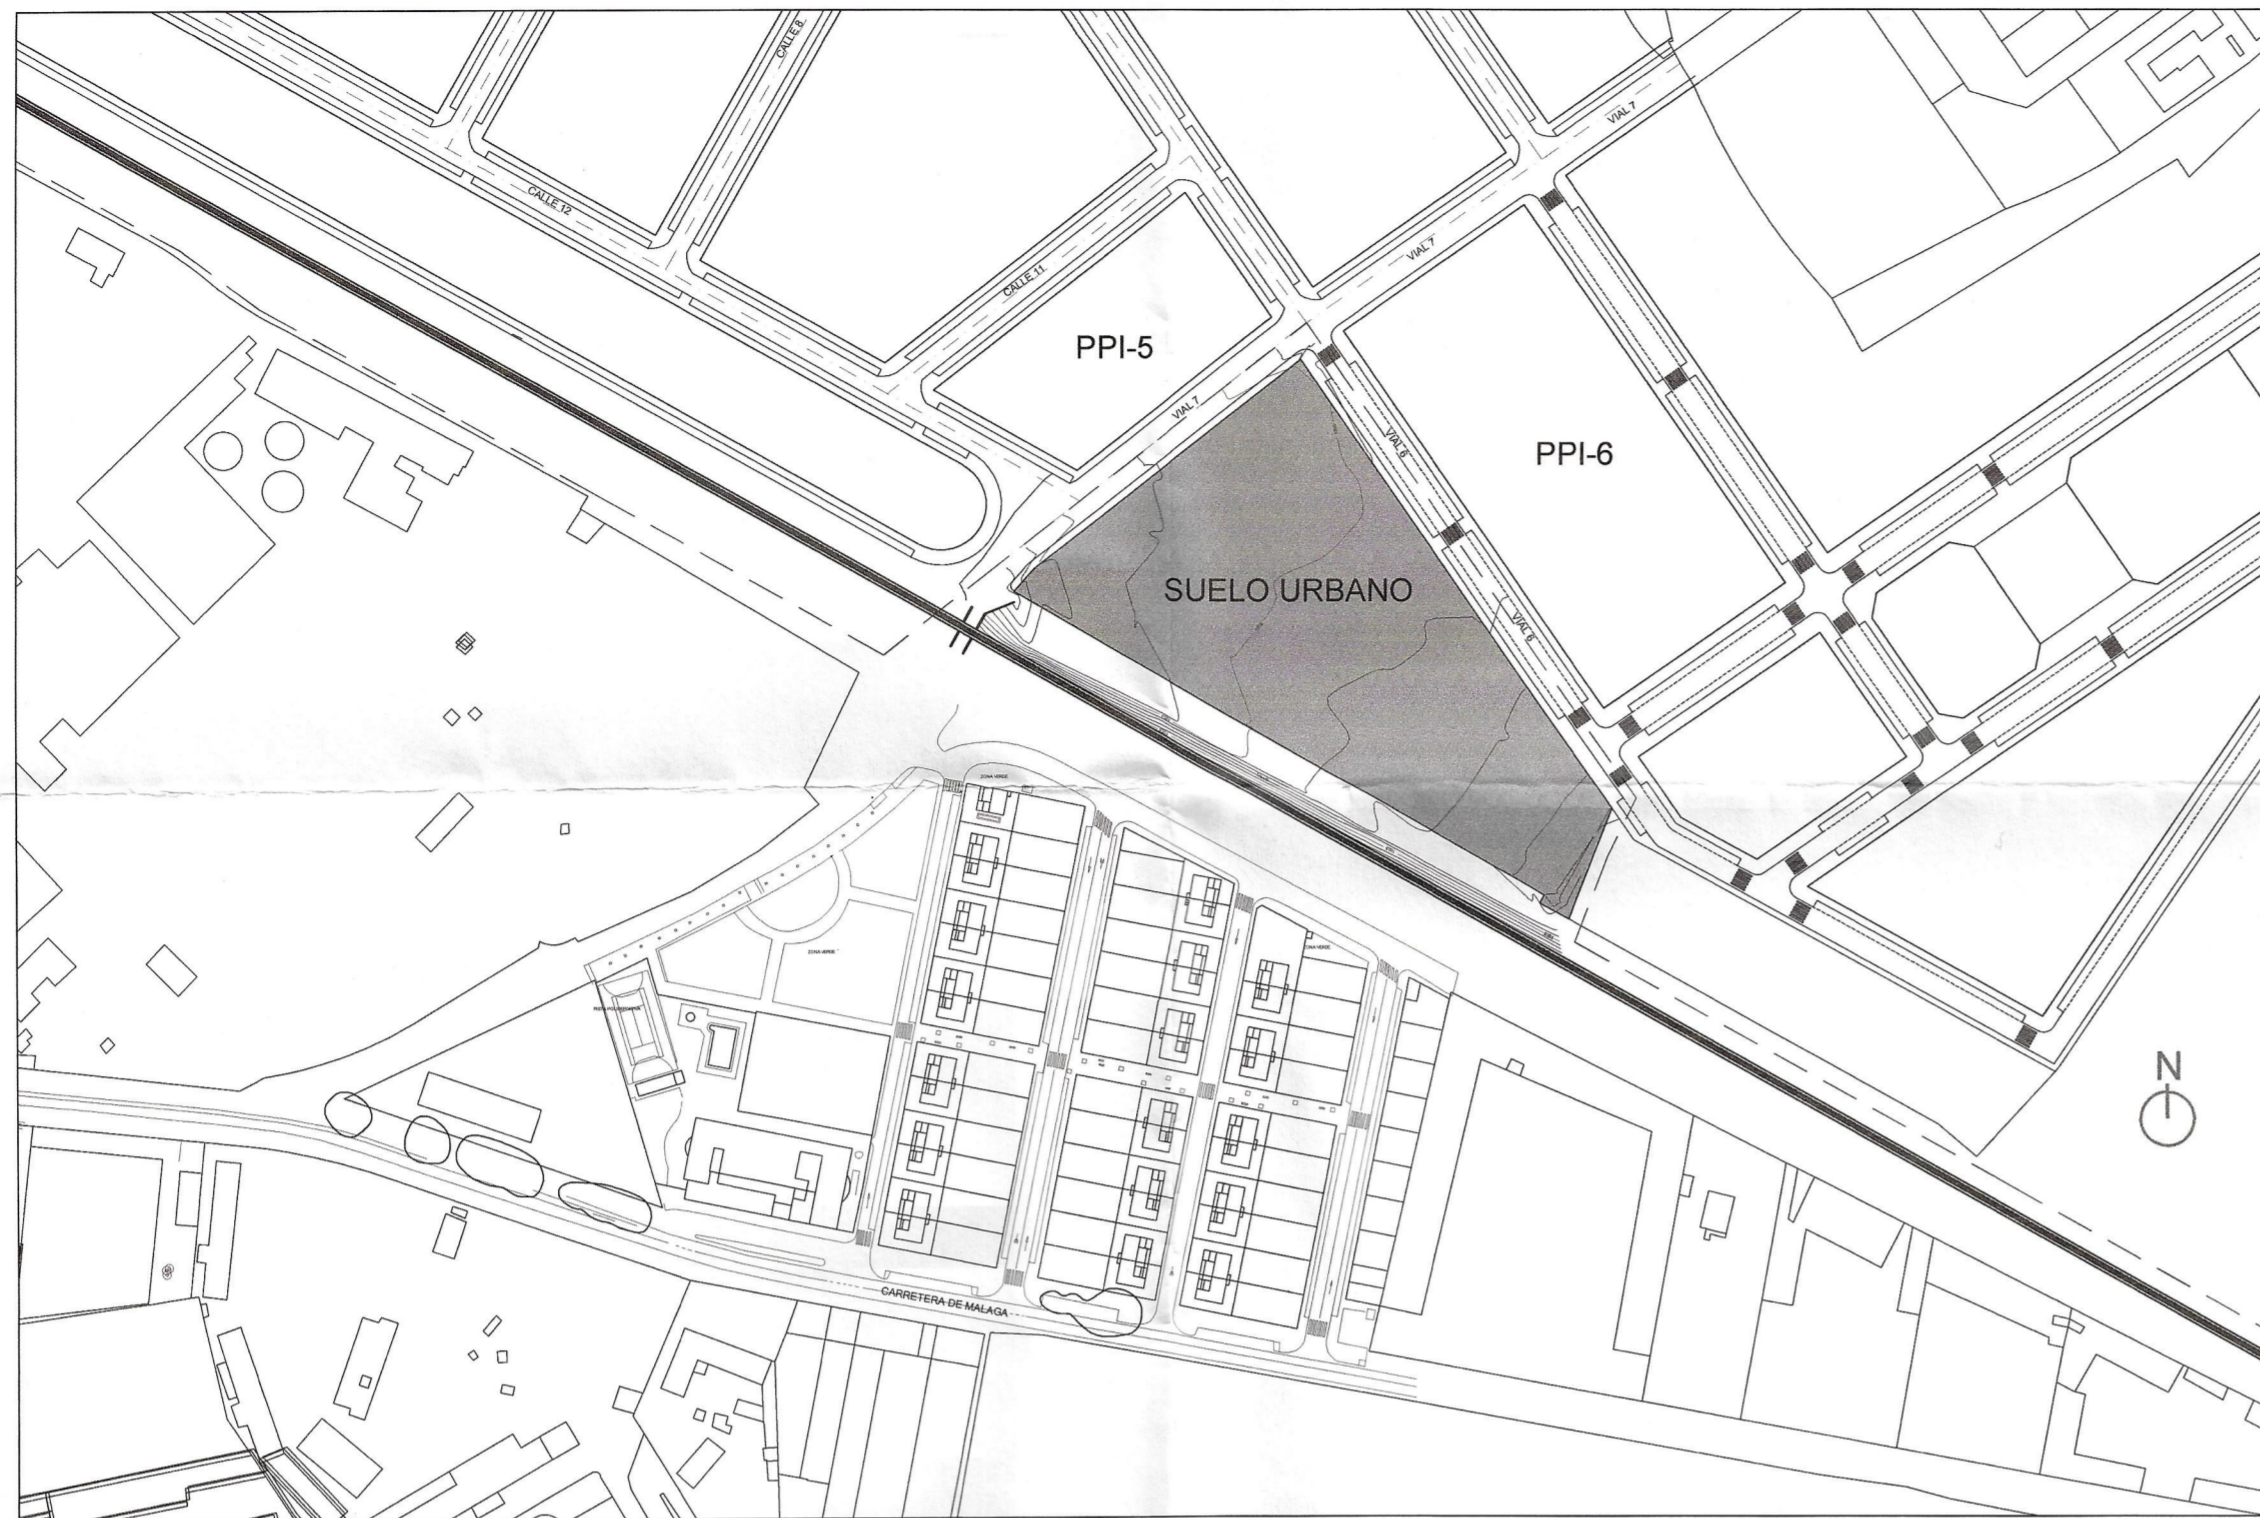 CALLE 8
VIAL 7
CALLE 12
VIAL 7
CALLE 11
PPI-5
VIAL 7
VIAL 6
PPI-6
SUELO URBANO
VIAL 6
ZONA VERDE
ZONA VERDE
ZONA VERDE
N
CARRETERA DE MALAGA